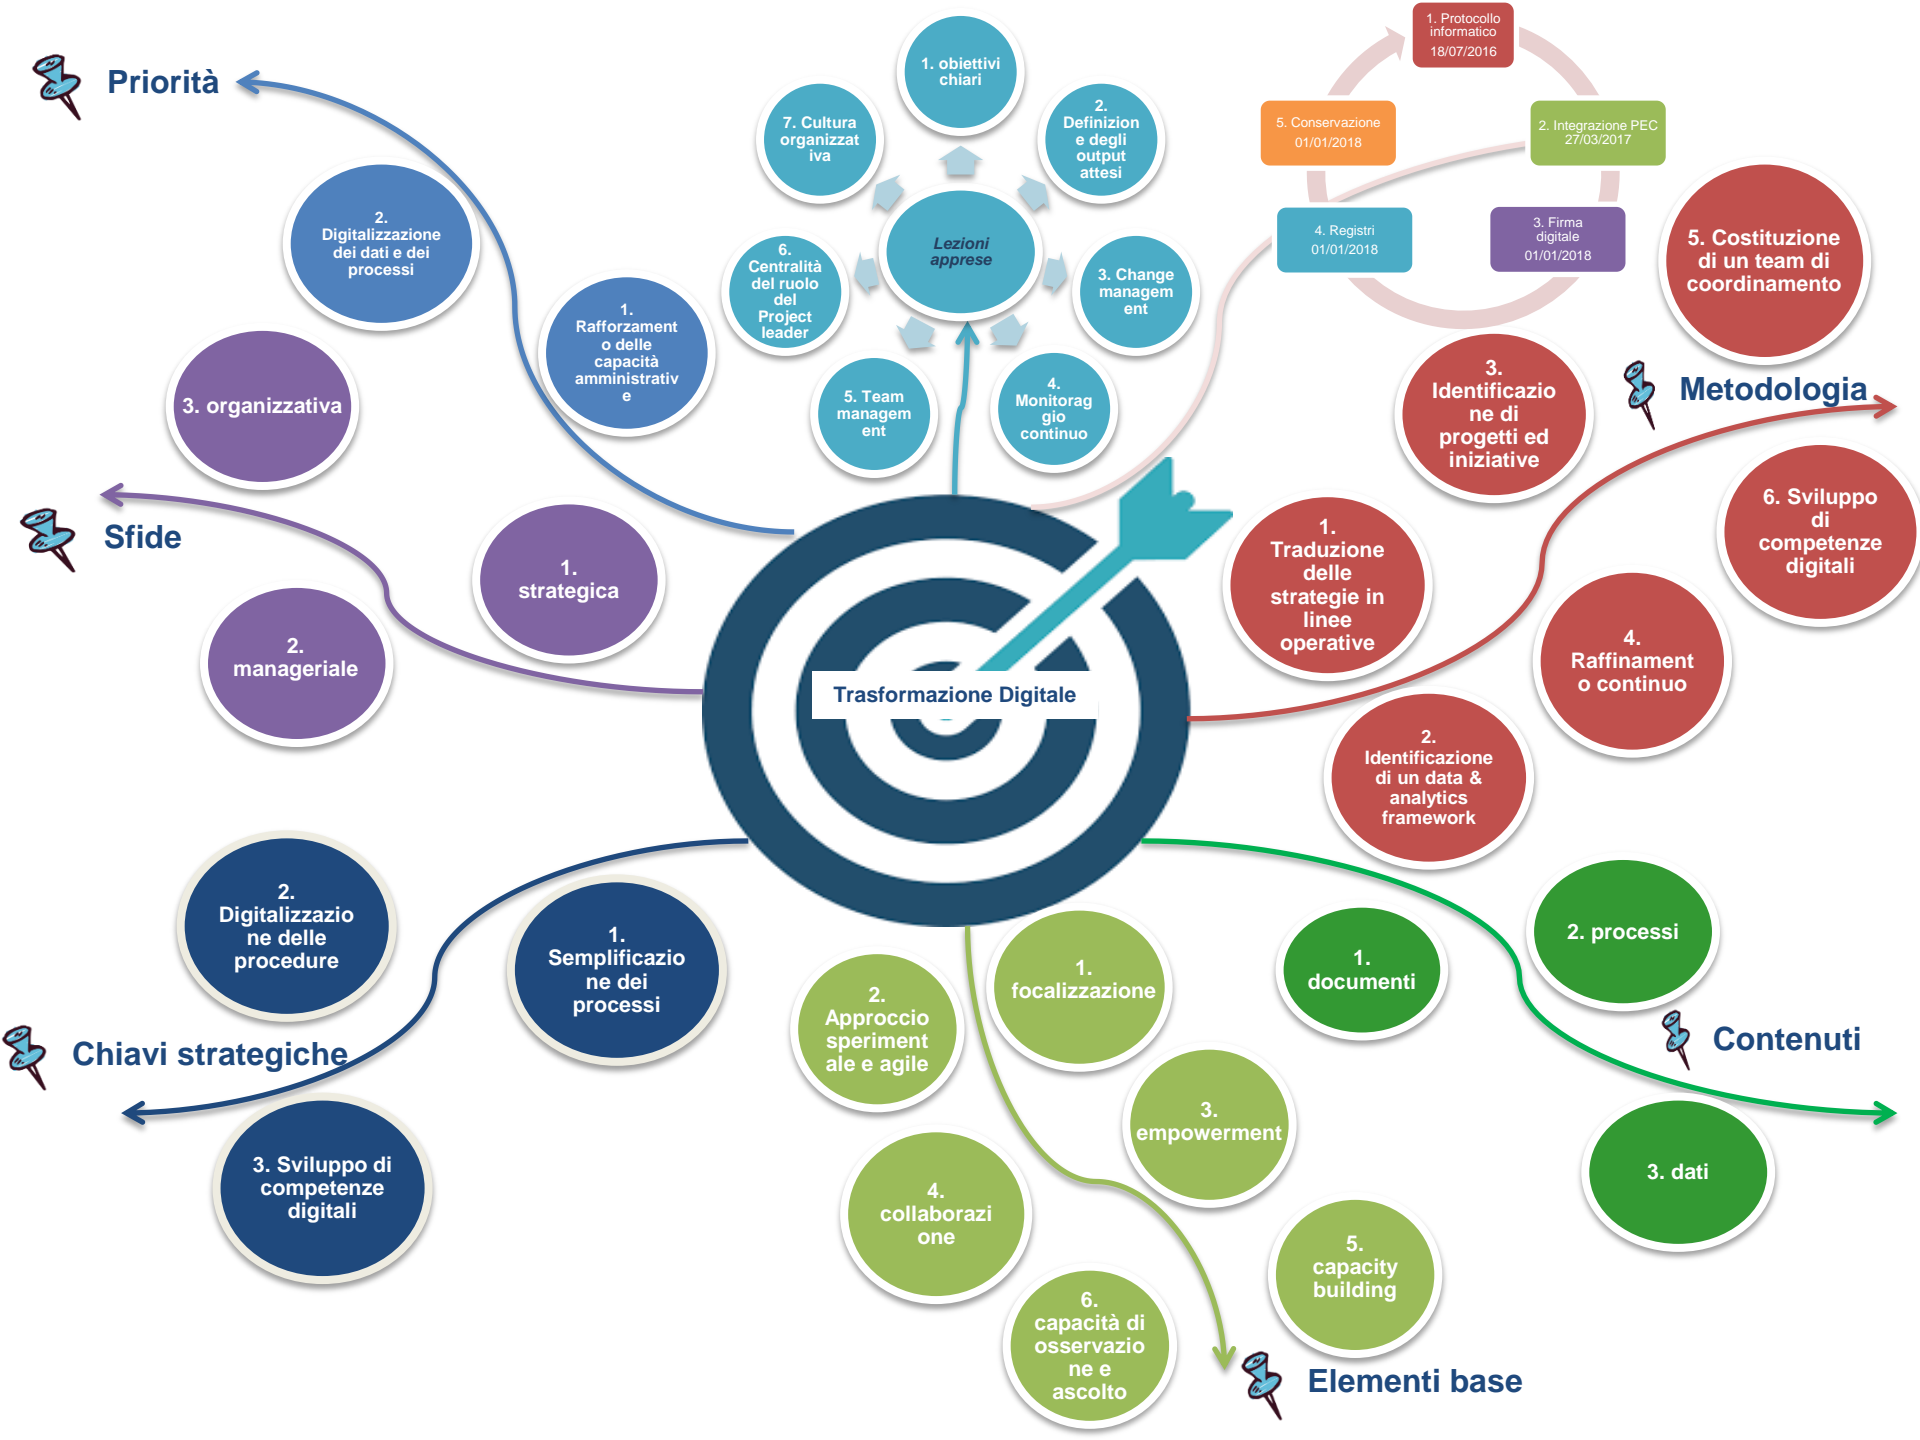 Priorità
2.
Digitalizzazione
dei dati e dei
processi
1.
Rafforzament
o delle
capacità
amministrativ
e
3. organizzativa
Sfide
1.
strategica
2.
manageriale
1. obiettivi
chiari
2.
Definizion
e degli
output
attesi
3. Change
managem
ent
4.
Monitorag
gio
continuo
5. Team
managem
ent
6.
Centralità
del ruolo
del
Project
leader
7. Cultura
organizzat
iva
Lezioni
apprese
1. Protocollo
informatico
18/07/2016
2. Integrazione PEC
27/03/2017
3. Firma
digitale
01/01/2018
4. Registri
01/01/2018
5. Conservazione
01/01/2018
5. Costituzione
di un team di
coordinamento
Metodologia
3.
Identificazio
ne di
progetti ed
iniziative
6. Sviluppo
di
competenze
digitali
1.
Traduzione
delle
strategie in
linee
operative
4.
Raffinament
o continuo
2.
Identificazione
di un data &
analytics
framework
Trasformazione Digitale
2.
Digitalizzazio
ne delle
procedure
1.
Semplificazio
ne dei
processi
Chiavi strategiche
3. Sviluppo di
competenze
digitali
1.
focalizzazione
2.
Approccio
speriment
ale e agile
3.
empowerment
4.
collaborazi
one
5.
capacity
building
6.
capacità di
osservazio
ne e
ascolto
Elementi base
1.
documenti
2. processi
Contenuti
3. dati